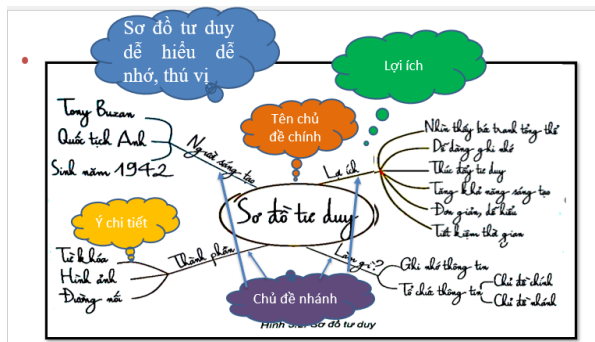 Sơ đồ tư duy
dễ hiểu dễ
nhớ, thú vị
Lợi ích
Tên chủ
đề chính
Tony Buzan
Quốc tịch Anh
Sinh năm 1942
Người sáng tạo
Lợi ích
Nhìn thấy bức tranh tổng thể
Dễ dàng ghi nhớ
Thúc đẩy tư duy
Tăng khả năng sáng tạo
Đơn giản, dễ hiểu
Tiết kiệm thời gian
Sơ đồ tư duy
Ý chi tiết
Từ khóa
Hình ảnh
Đường nối
Thành phần
Làm gì?
Ghi nhớ thông tin
Tổ chức thông tin
Chủ đề chính
Chủ đề nhánh
Chủ đề nhánh
Sơ đồ tư duy